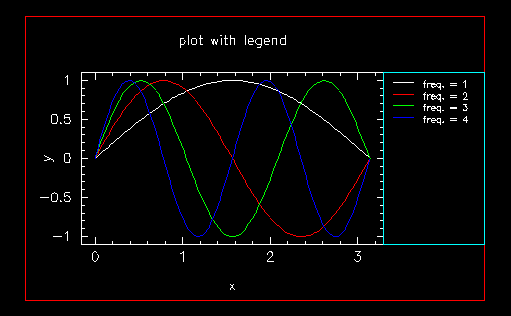 plot with legend
1
0.5
0
−0.5
−1
y
0 1 2 3
x
freq. = 1
freq. = 2
freq. = 3
freq. = 4